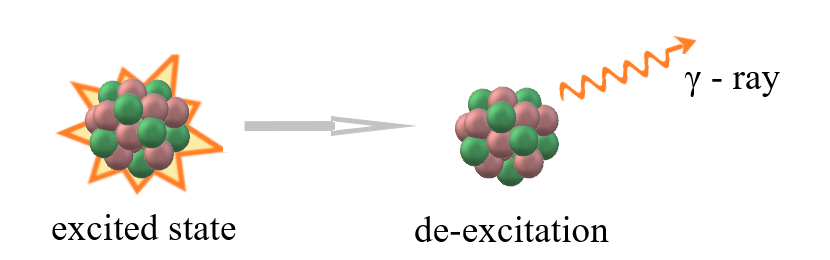 γ - ray
excited state
de-excitation